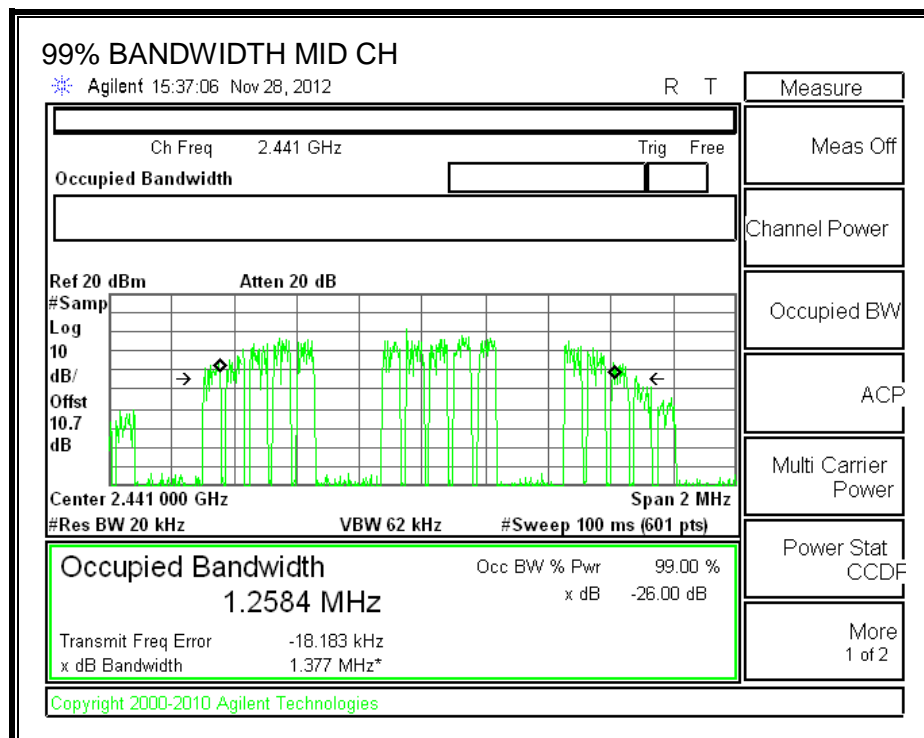 99% BANDWIDTH MID CH
Agilent 15:37:06 Nov 28, 2012 R T
Measure
Ch Freq 2.441 GHz Trig Free
Meas Off
Occupied Bandwidth
Channel Power
Ref 20 dBm Atten 20 dB
#Samp
Log
10
dB/
Offst
10.7
dB
Occupied BW
ACP
Multi Carrier
Power
Center 2.441 000 GHz Span 2 MHz
#Res BW 20 kHz VBW 62 kHz #Sweep 100 ms (601 pts)
Power Stat
CCDF
Occupied Bandwidth Occ BW % Pwr 99.00 %
1.2584 MHz x dB -26.00 dB
Transmit Freq Error -18.183 kHz
x dB Bandwidth 1.377 MHz*
More
1 of 2
Copyright 2000-2010 Agilent Technologies